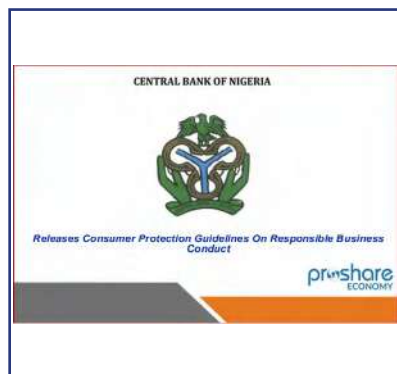 CENTRAL BANK OF NIGERIA
Releases Consumer Protection Guidelines On Responsible Business
Conduct
proshare
ECONOMY